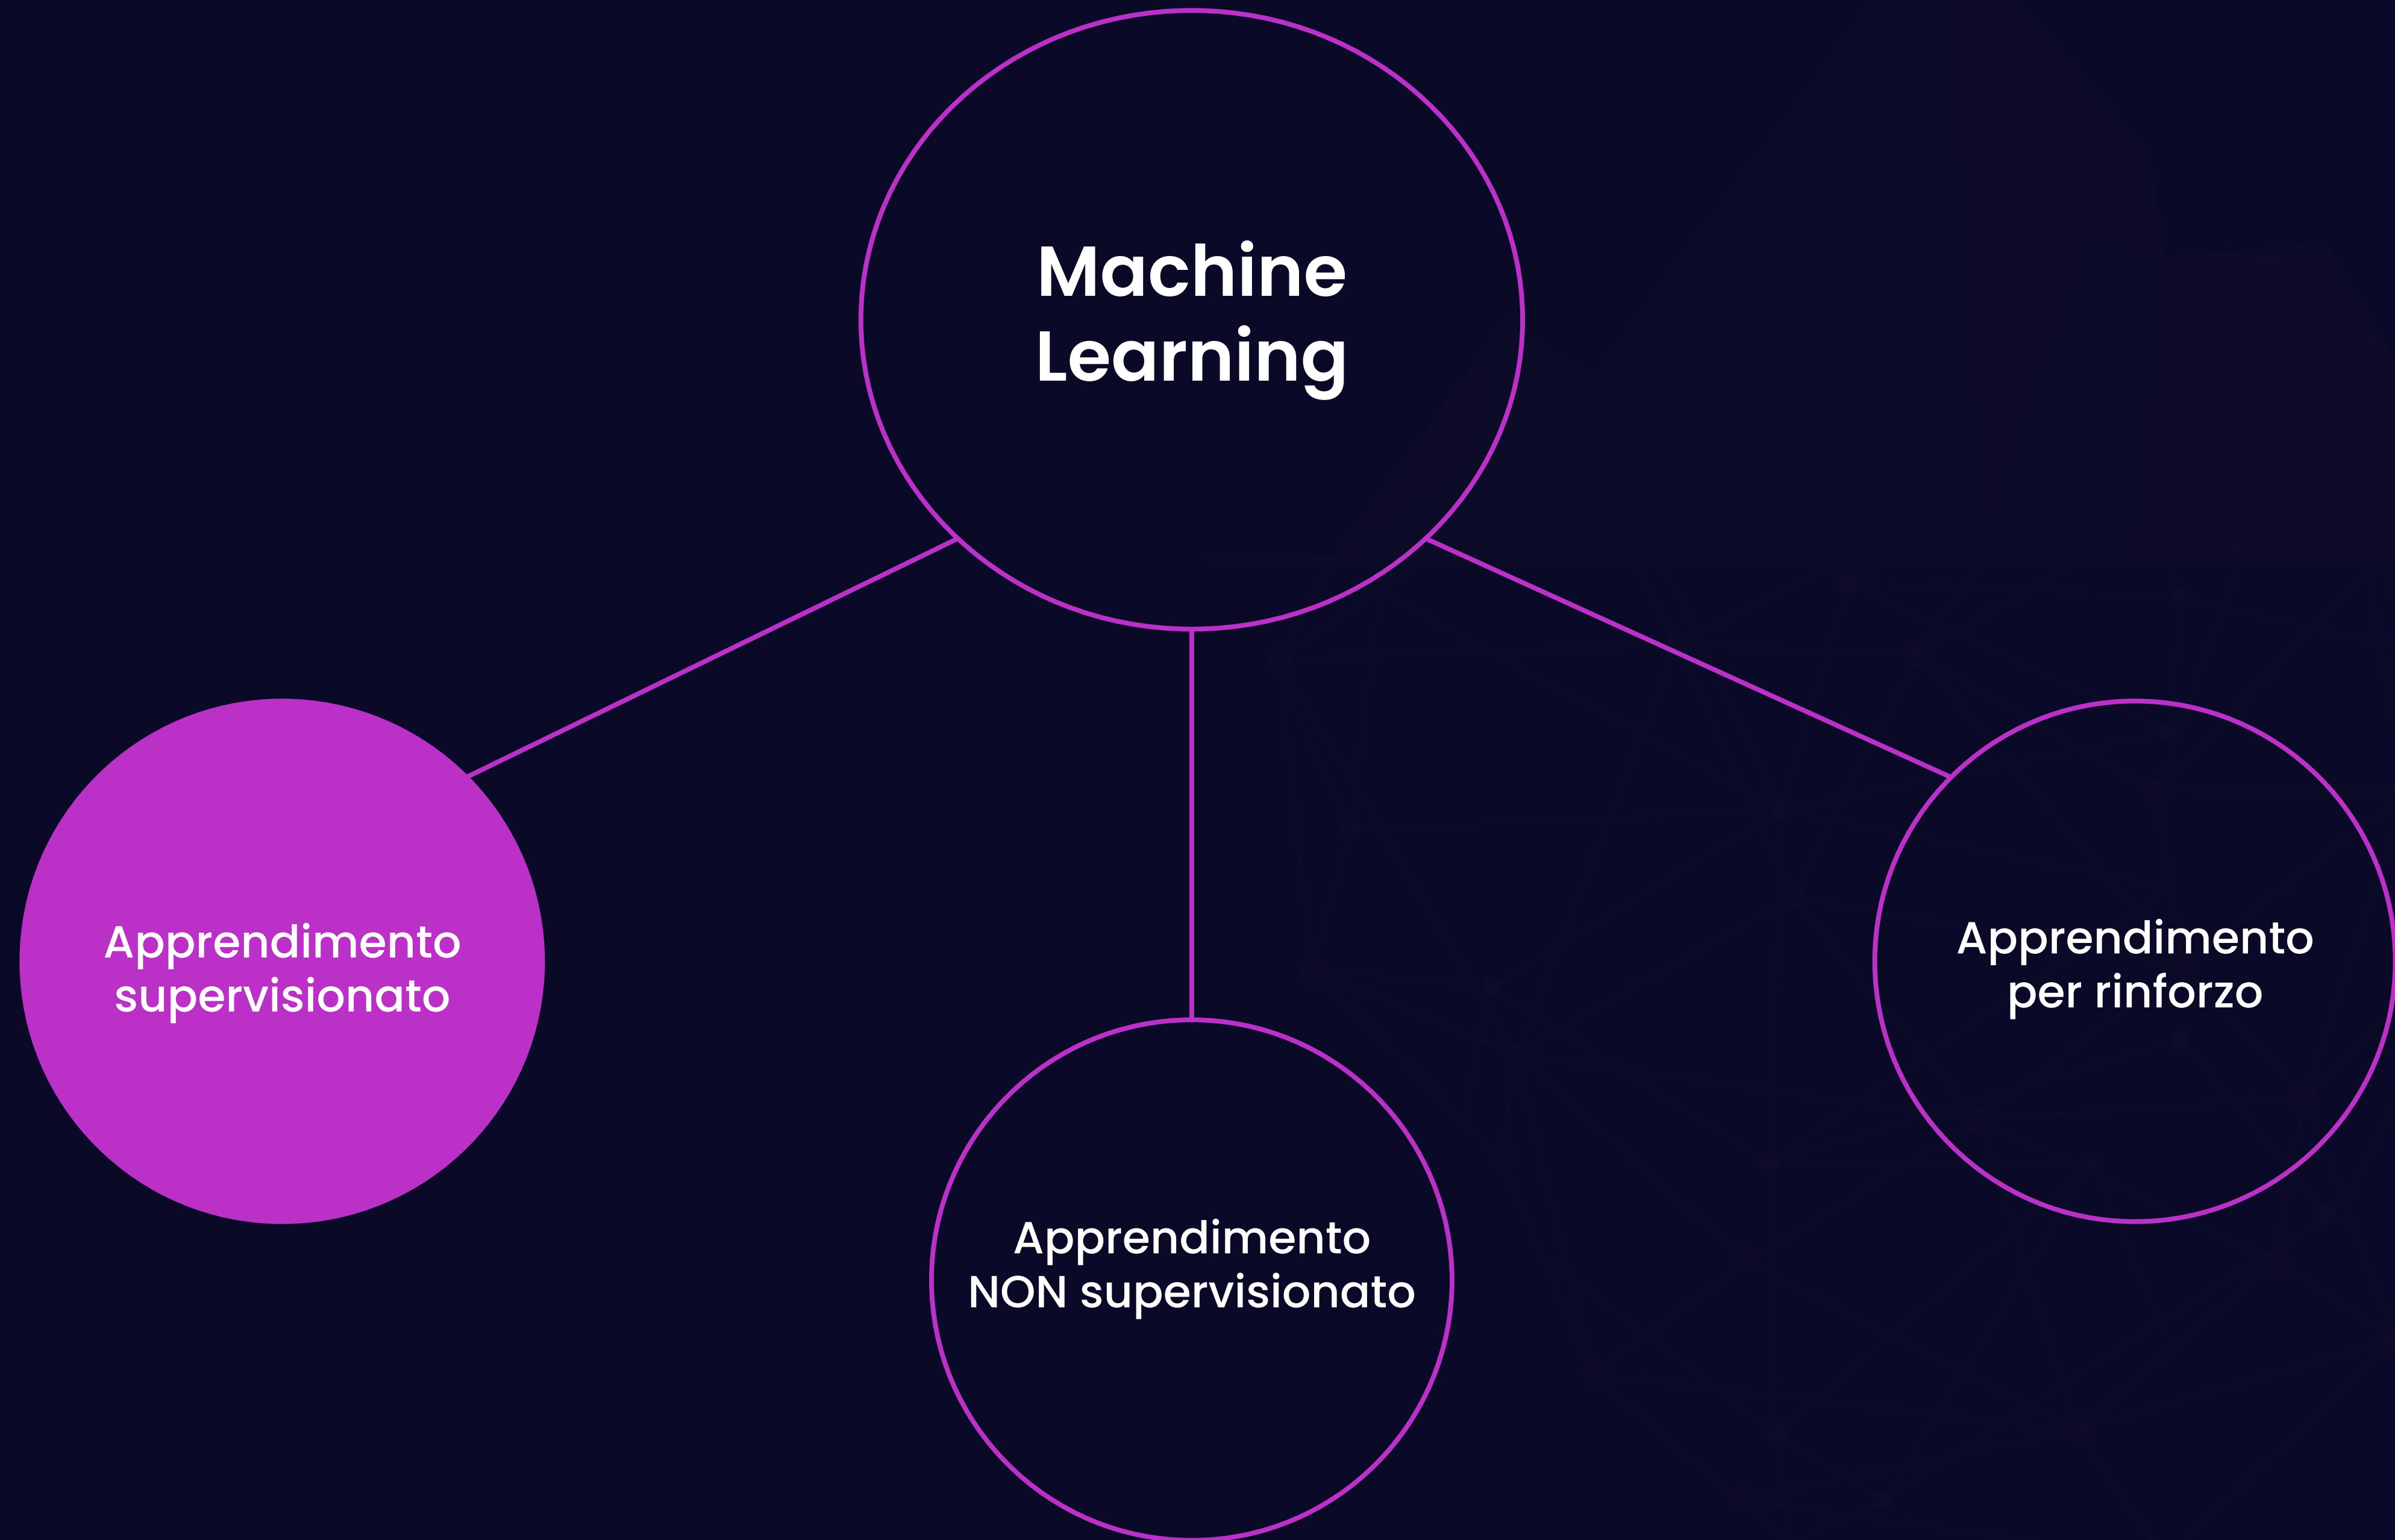 Machine
Learning
Apprendimento
supervisionato
Apprendimento
per rinforzo
Apprendimento
NON supervisionato